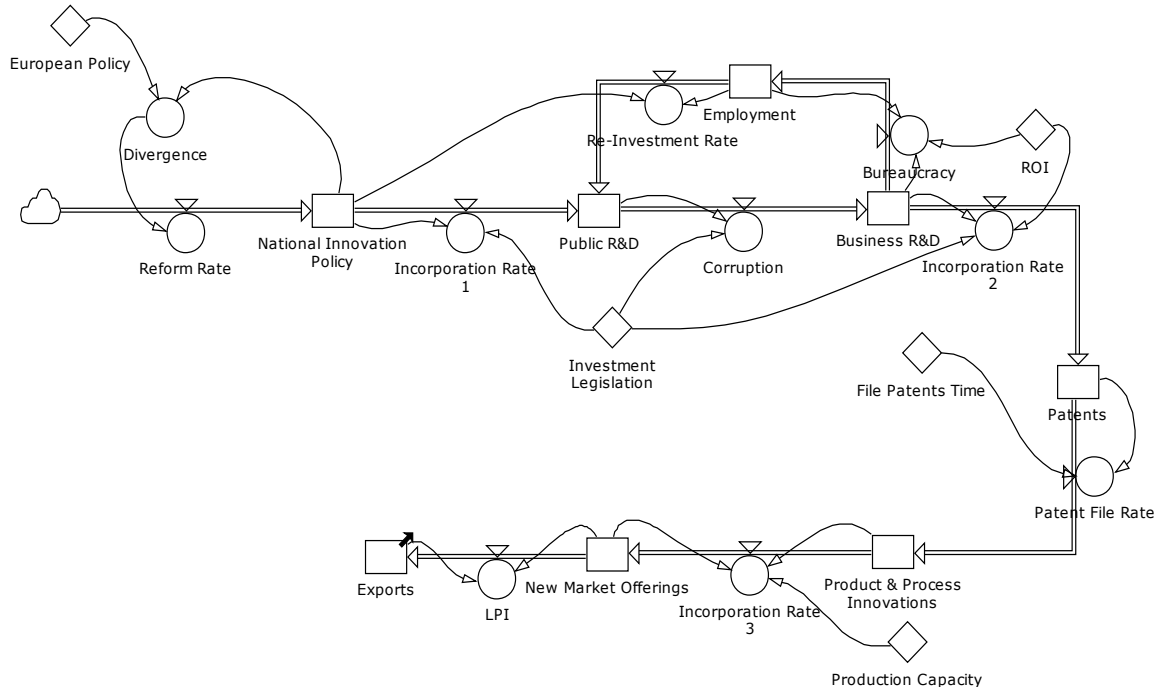 European Policy
Employment
Re-Investment Rate
Divergence
Bureaucracy
ROI
National Innovation
Policy
Public R&D
Business R&D
Reform Rate
Incorporation Rate
1
Corruption
Incorporation Rate
2
Investment
Legislation
File Patents Time
Patents
Patent File Rate
Exports
New Market Offerings
Product & Process
Innovations
LPI
Incorporation Rate
3
Production Capacity